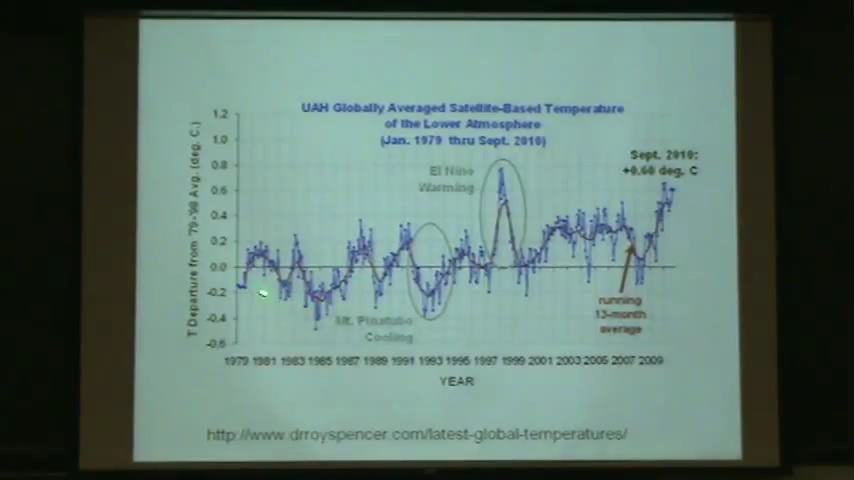 UAH Globally Averaged Satellite-Based Temperature
of the Lower Atmosphere
(Jan. 1979 thru Sept. 2010)
T Departure from '79-'98 Avg. (deg. C.)
1.2
1.0
0.8
0.6
0.4
0.2
0.0
-0.2
-0.4
-0.6
El Nino
Warming
Sept. 2010:
+0.60 deg. C
Mt. Pinatubo
Cooling
running
13-month
average
1979 1981 1983 1985 1987 1989 1991 1993 1995 1997 1999 2001 2003 2005 2007 2009
YEAR
http://www.drroyspencer.com/latest-global-temperatures/